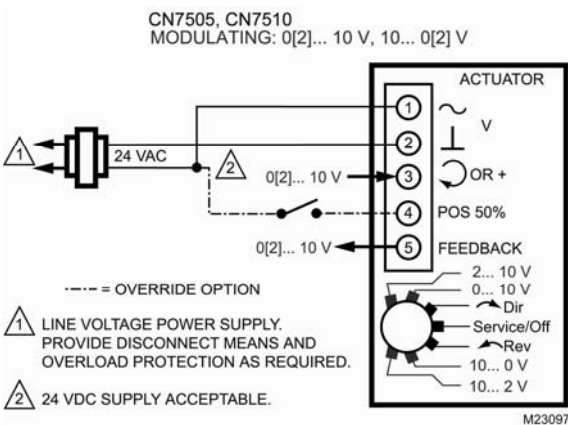 CN7505, CN7510
MODULATING: 0[2]... 10 V, 10... 0[2] V
ACTUATOR
1
V
1
24 VAC
2
2
0[2]... 10 V
3
OR +
4
POS 50%
0[2]... 10 V
5
FEEDBACK
2... 10 V
0... 10 V
Dir
Service/Off
Rev
10... 0 V
10... 2 V
= OVERRIDE OPTION
1 LINE VOLTAGE POWER SUPPLY.
PROVIDE DISCONNECT MEANS AND
OVERLOAD PROTECTION AS REQUIRED.
2 24 VDC SUPPLY ACCEPTABLE.
M23097